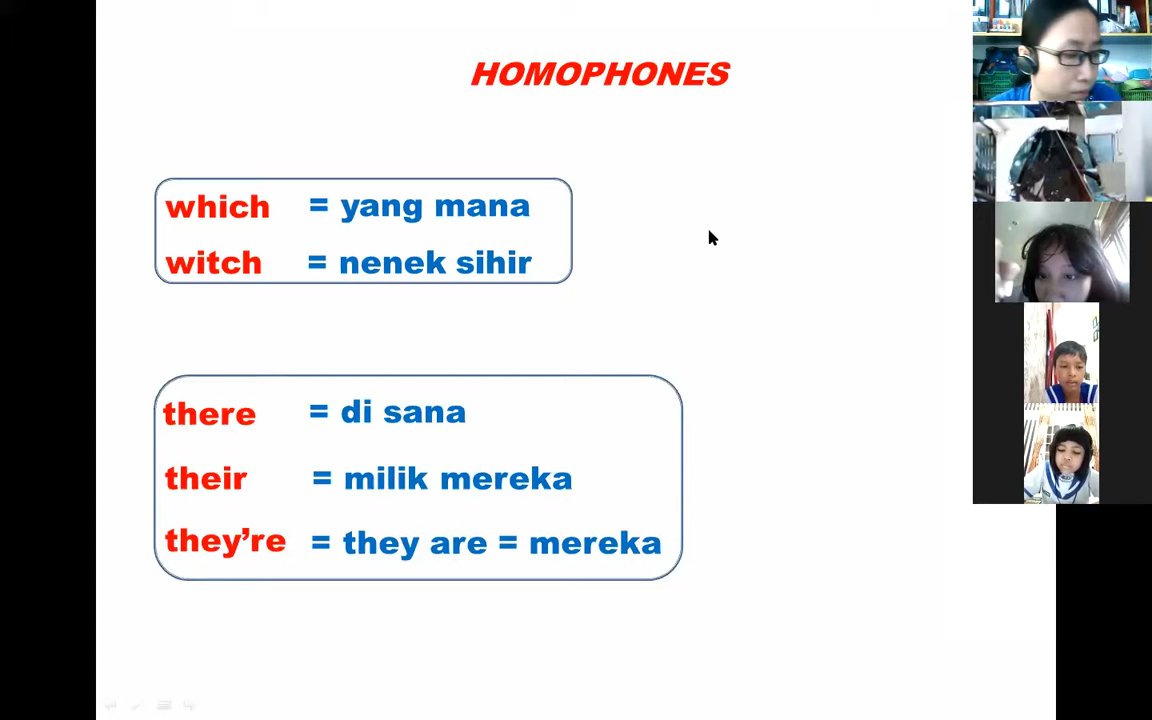 HOMOPHONES
which = yang mana
witch = nenek sihir
there = di sana
their = milik mereka
they’re = they are = mereka